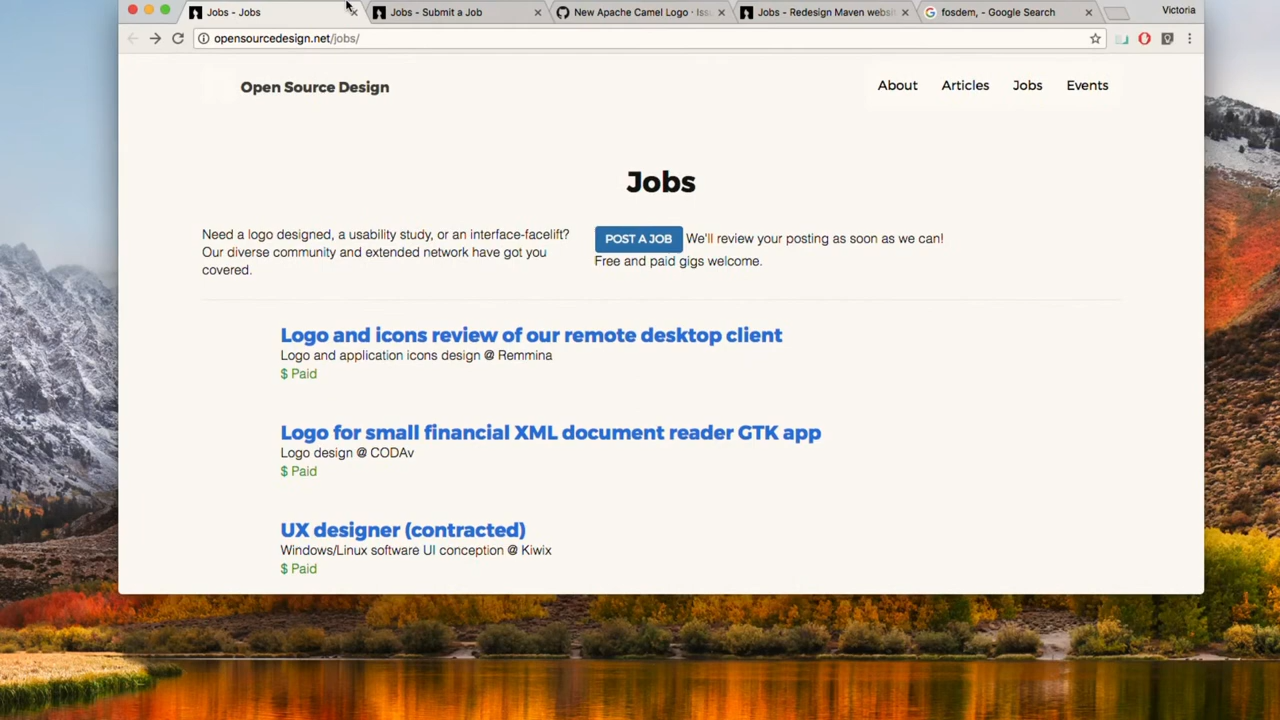 Jobs - Jobs
Jobs - Submit a Job
New Apache Camel Logo · Iss
Jobs - Redesign Maven websit
fosdem, - Google Search
Victoria
opensourcedesign.net/jobs/
Open Source Design
About
Articles
Jobs
Events
Jobs
Need a logo designed, a usability study, or an interface-facelift?
Our diverse community and extended network have got you
covered.
POST A JOB We'll review your posting as soon as we can!
Free and paid gigs welcome.
Logo and icons review of our remote desktop client
Logo and application icons design @ Remmina
$ Paid
Logo for small financial XML document reader GTK app
Logo design @ CODAv
$ Paid
UX designer (contracted)
Windows/Linux software UI conception @ Kiwix
$ Paid